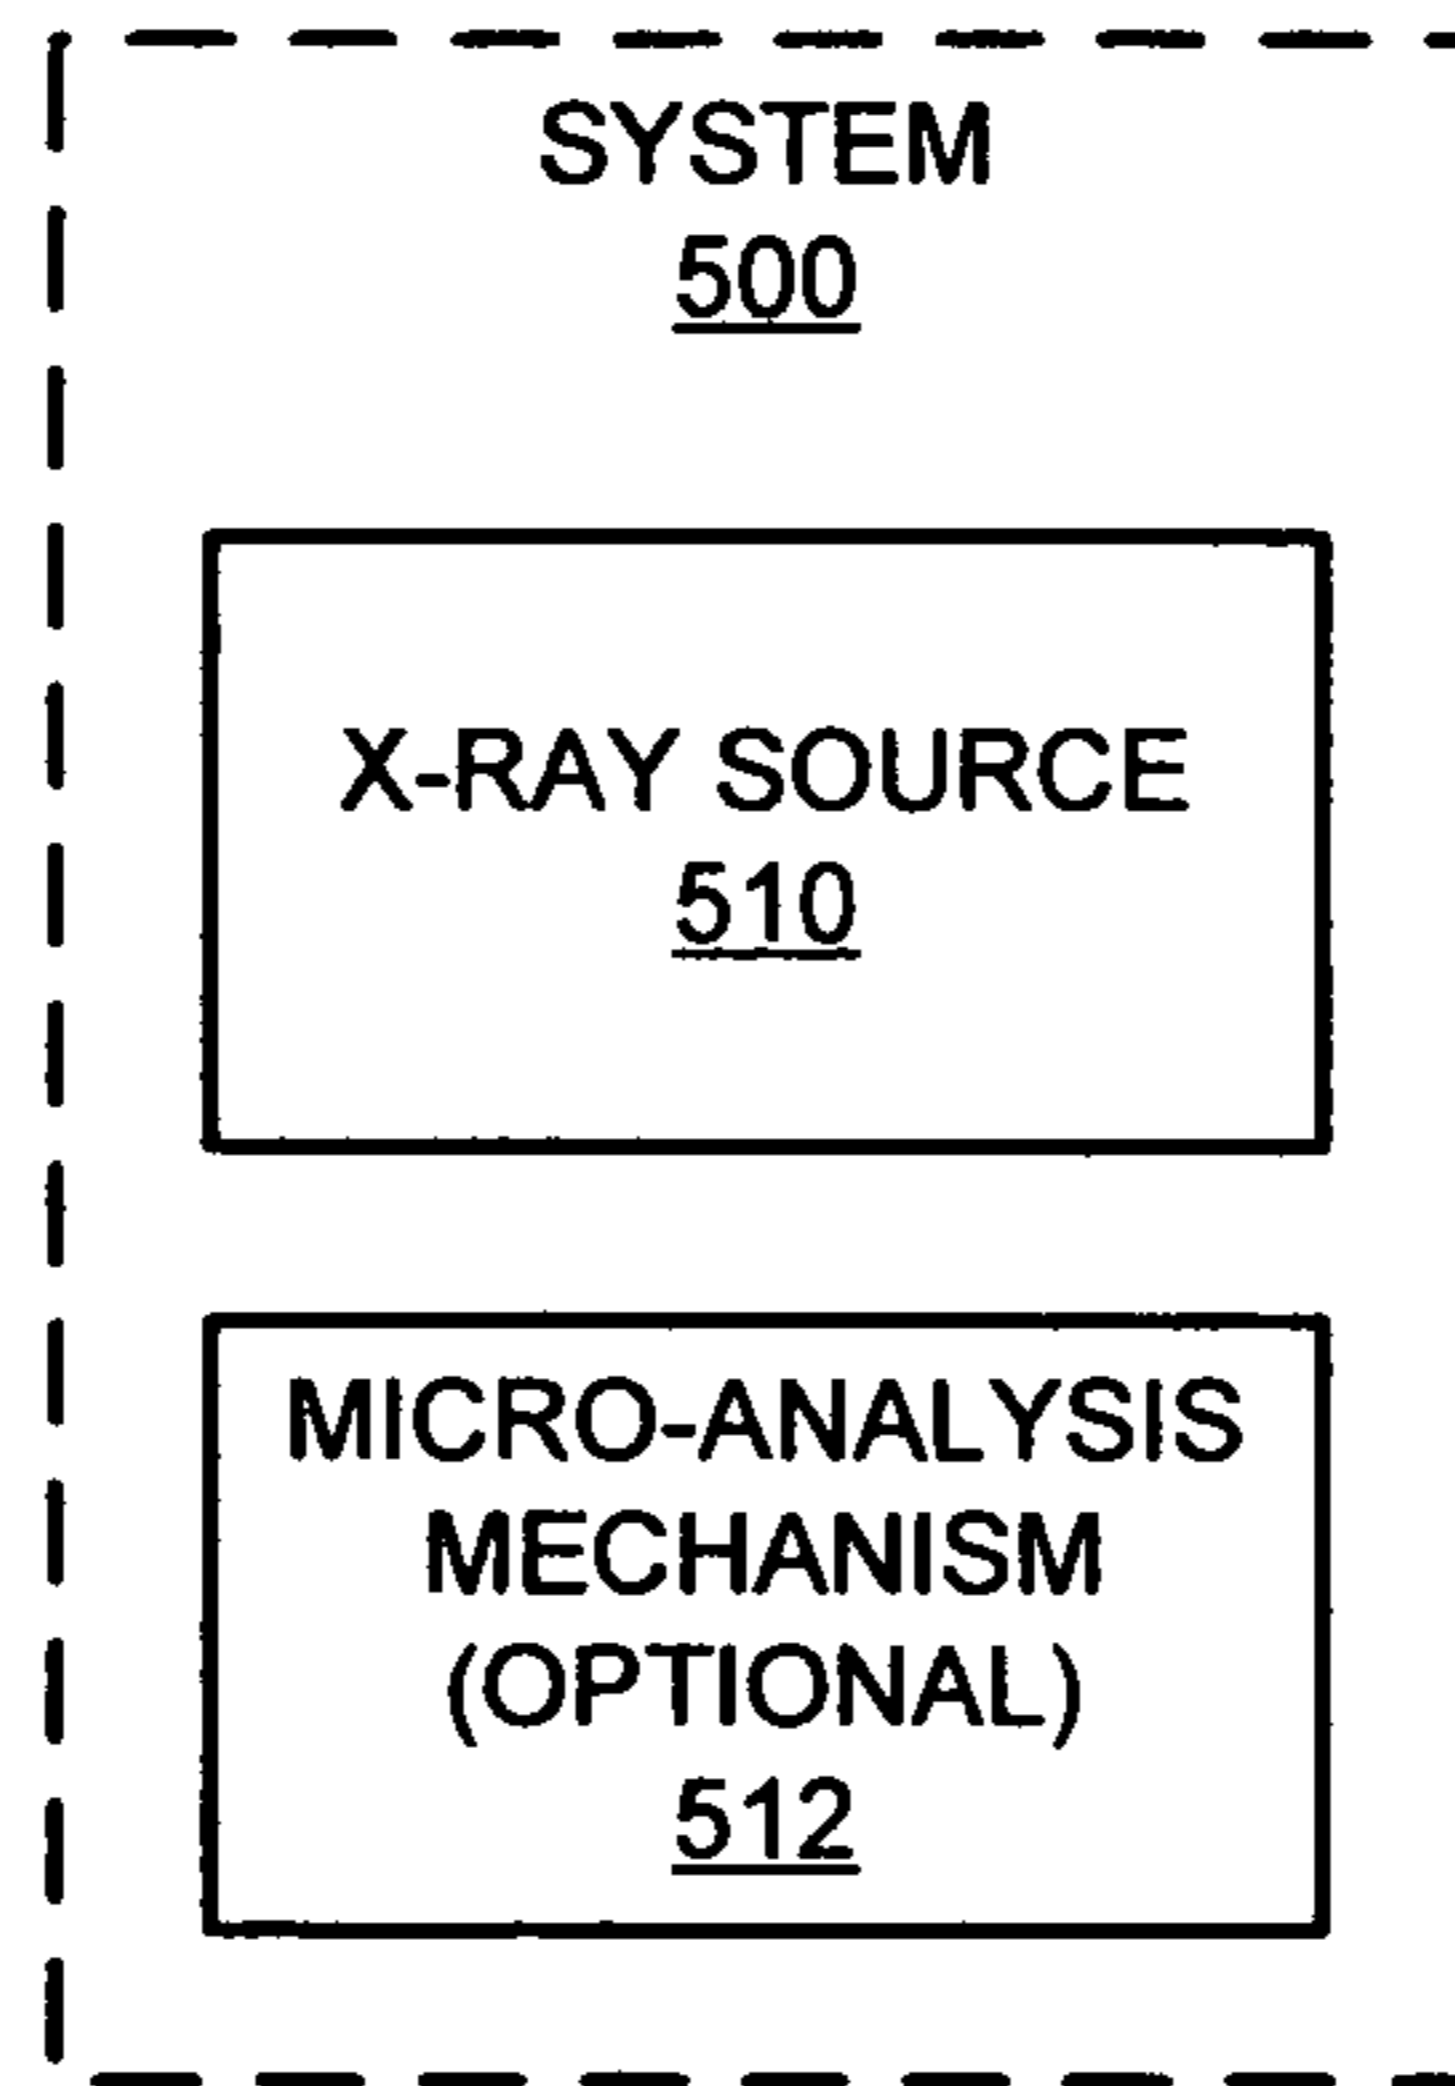 SYSTEM
500
X-RAY SOURCE
510
MICRO-ANALYSIS
MECHANISM
(OPTIONAL)
512